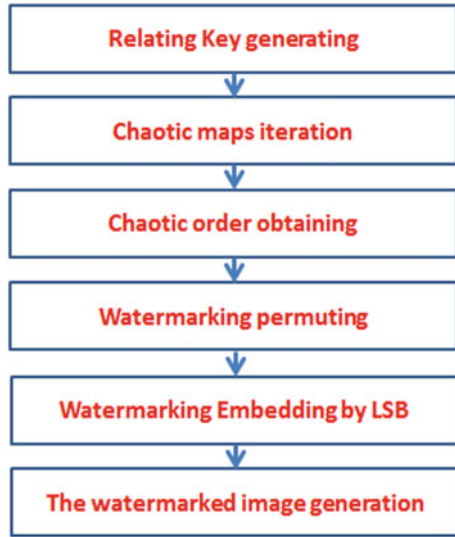 Relating Key generating
Chaotic maps iteration
Chaotic order obtaining
Watermarking permuting
Watermarking Embedding by LSB
The watermarked image generation